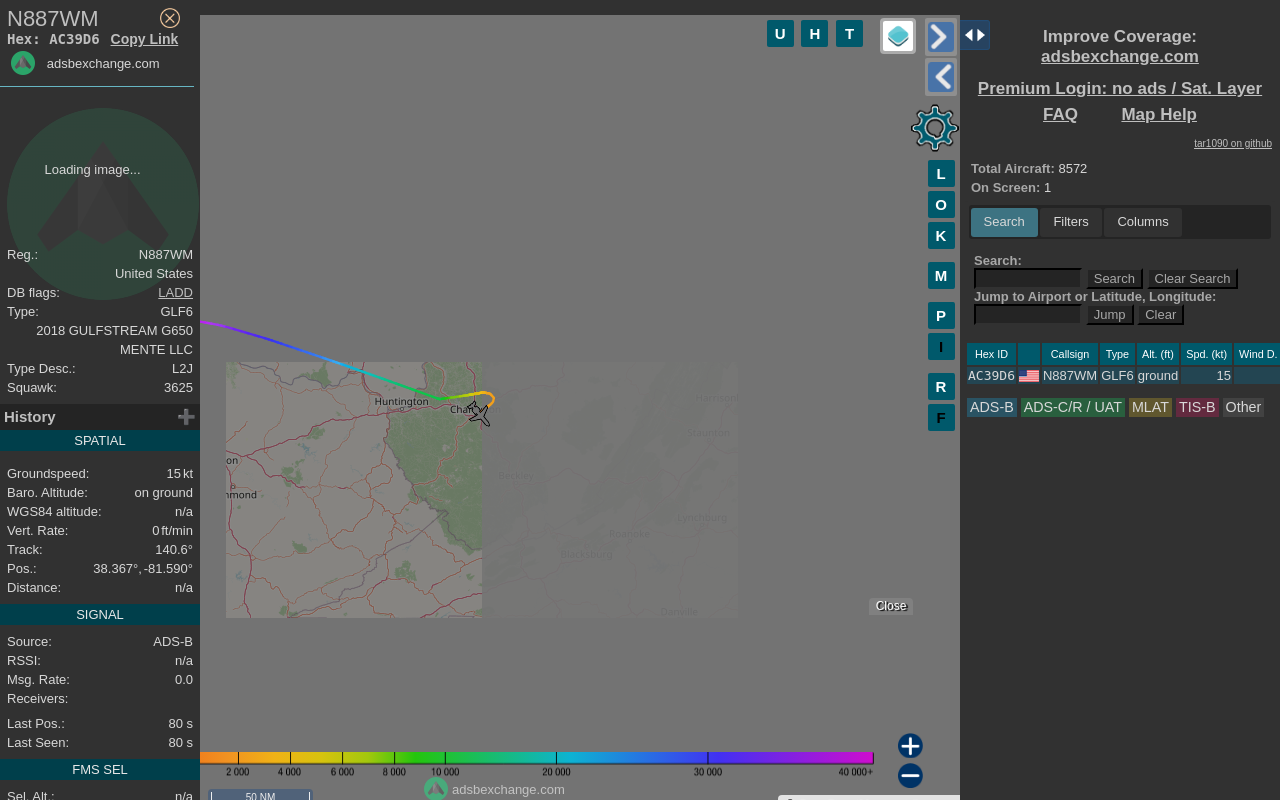 N887WM
Hex: AC39D6 Copy Link
adsbexchange.com
Loading image...
Reg.: N887WM
United States
DB flags: LADD
Type: GLF6
2018 GULFSTREAM G650
MENTE LLC
Type Desc.: L2J
Squawk: 3625
History
SPATIAL
Groundspeed: 15 kt
Baro. Altitude: on ground
WGS84 altitude: n/a
Vert. Rate: 0 ft/min
Track: 140.6°
Pos.: 38.367°, -81.590°
Distance: n/a
SIGNAL
Source: ADS-B
RSSI: n/a
Msg. Rate: 0.0
Receivers:
Last Pos.: 80 s
Last Seen: 80 s
FMS SEL
Sel. Alt.: n/a
U H T
L
O
K
M
P
I
R
F
Huntington
Staunton
Beckley
Lynchburg
Roanoke
Blacksburg
Danville
Close
2 000 4 000 6 000 8 000 10 000 20 000 30 000 40 000+
adsbexchange.com
50 NM
Improve Coverage:
adsbexchange.com
Premium Login: no ads / Sat. Layer
FAQ Map Help
tar1090 on github
Total Aircraft: 8572
On Screen: 1
Search Filters Columns
Search:
Search Clear Search
Jump to Airport or Latitude, Longitude:
Jump Clear
Hex ID Callsign Type Alt. (ft) Spd. (kt) Wind D.
AC39D6 N887WM GLF6 ground 15
ADS-B ADS-C/R / UAT MLAT TIS-B Other